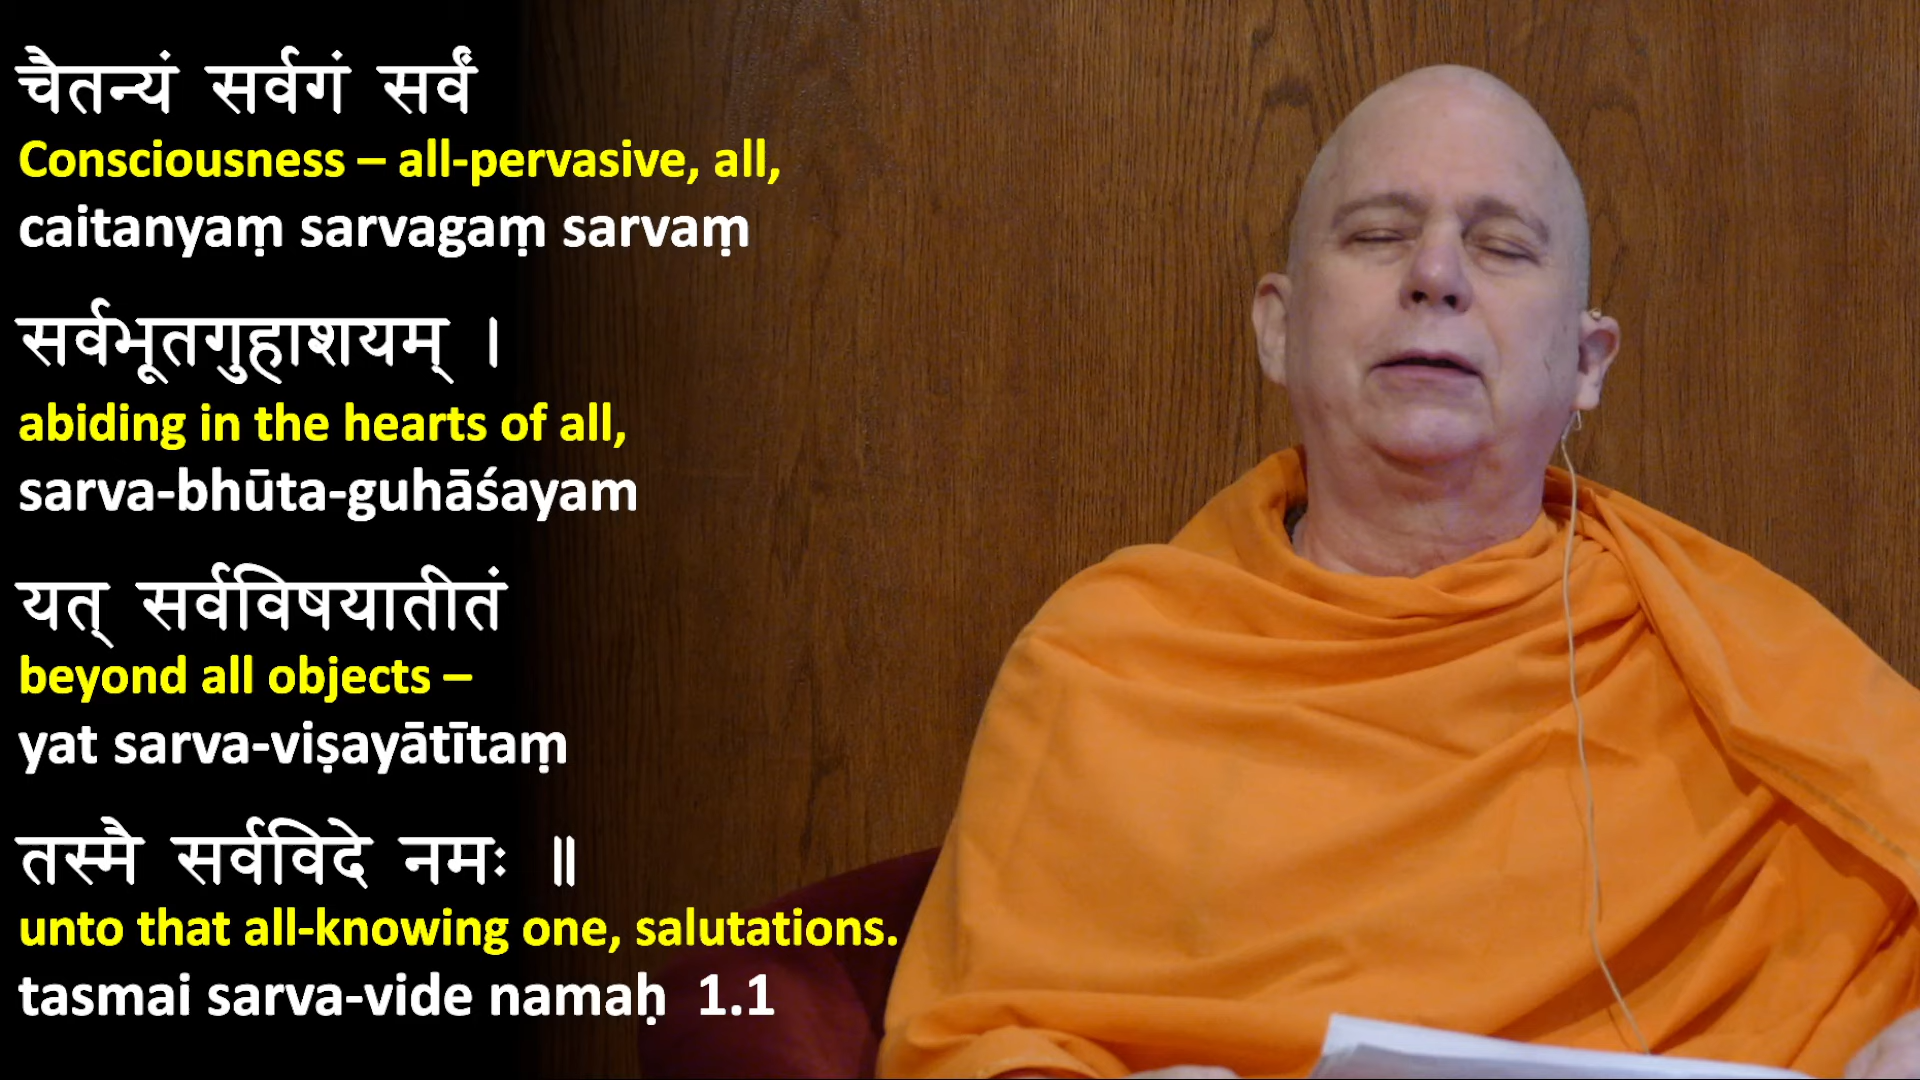 चैतन्यं सर्वगं सर्वं
Consciousness – all-pervasive, all,
caitanyaṃ sarvagaṃ sarvaṃ
सर्वभूतगुहाशयम् ।
abiding in the hearts of all,
sarva-bhūta-guhāśayam
यत् सर्वविषयातीतं
beyond all objects –
yat sarva-viṣayātītaṃ
तस्मै सर्वविदे नमः ॥
unto that all-knowing one, salutations.
tasmai sarva-vide namaḥ 1.1